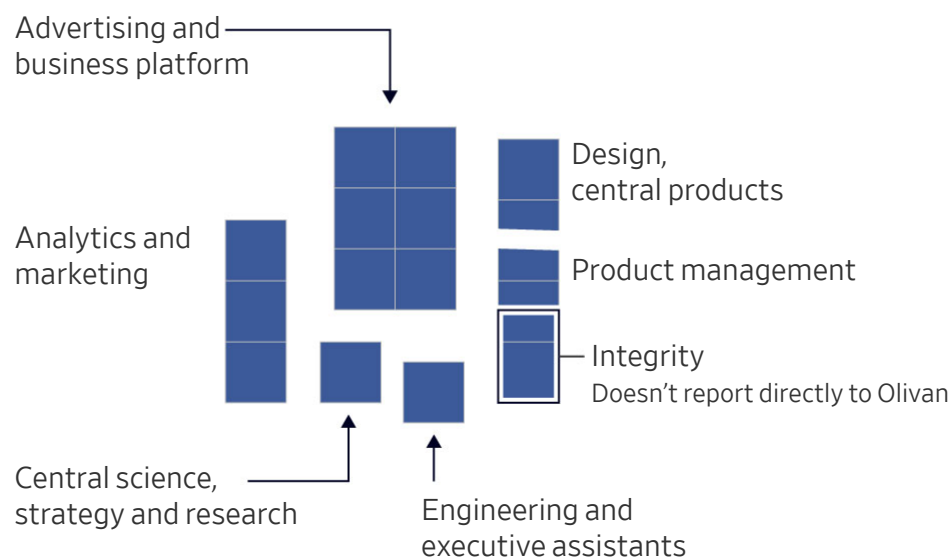 Advertising and
business platform
Design,
central products
Analytics and
marketing
Product management
Integrity
Doesn’t report directly to Olivan
Central science,
strategy and research
Engineering and
executive assistants